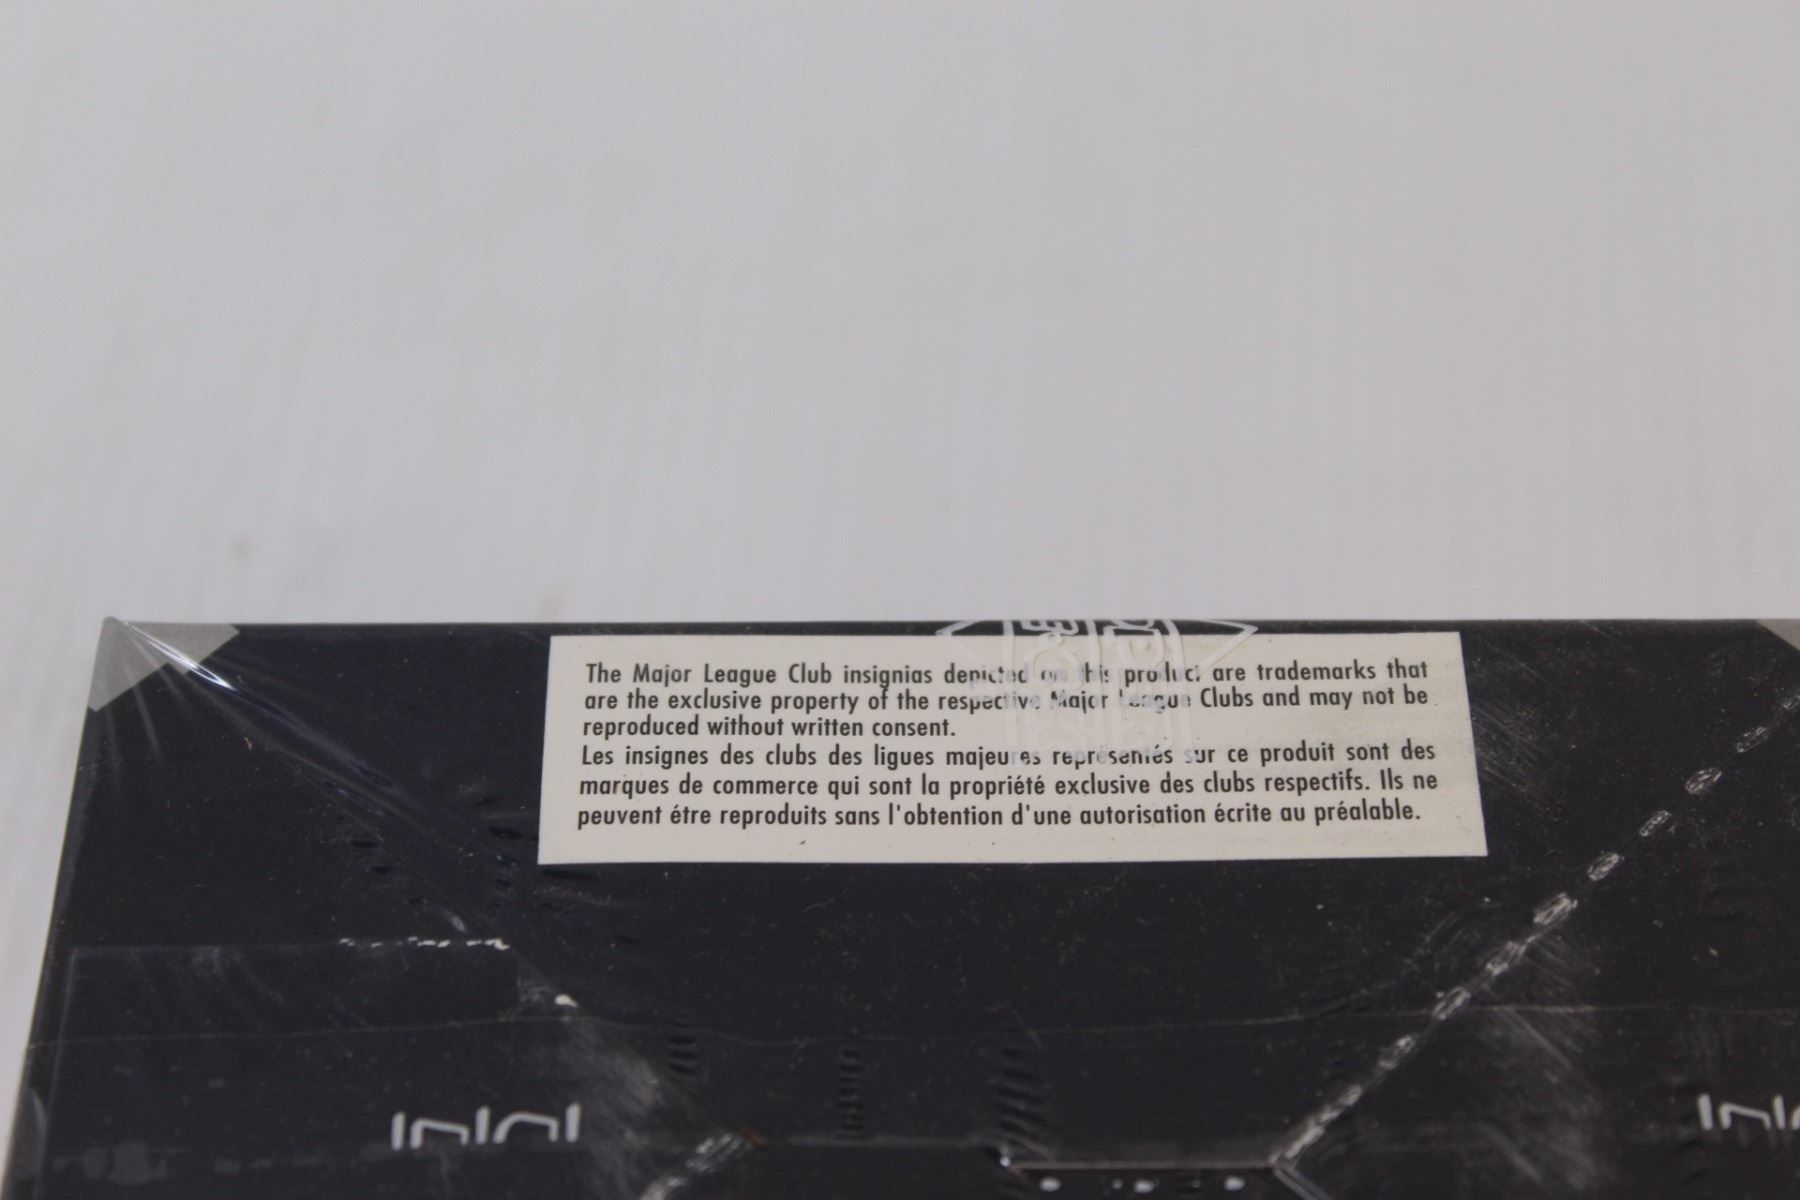 The Major League Club insignias depicted on this product are trademarks that
are the exclusive property of the respective Major League Clubs and may not be
reproduced without written consent.
Les insignes des clubs des ligues majeures représentés sur ce produit sont des
marques de commerce qui sont la propriété exclusive des clubs respectifs. Ils ne
peuvent étre reproduits sans l'obtention d'une autorisation écrite au préalable.